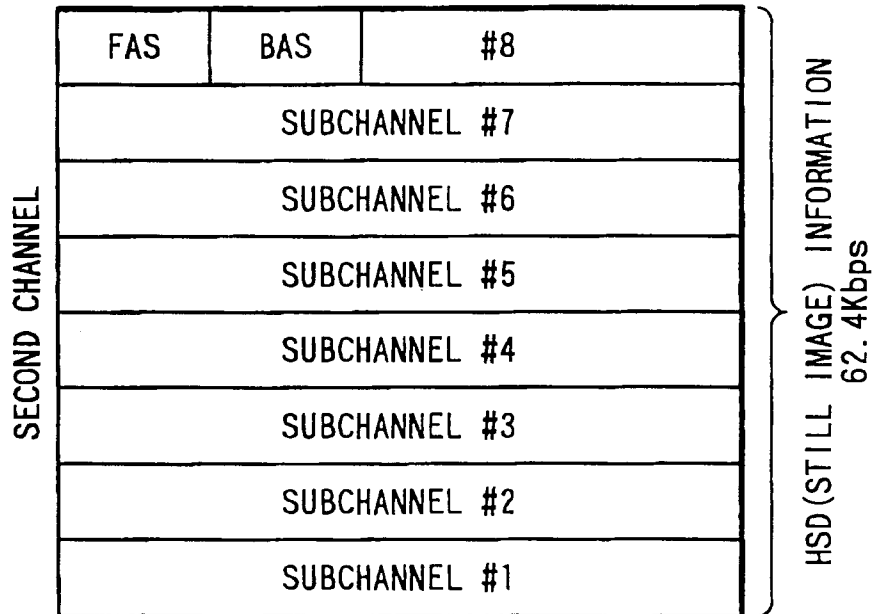 FAS BAS #8
SUBCHANNEL #7
SUBCHANNEL #6
SUBCHANNEL #5
SUBCHANNEL #4
SUBCHANNEL #3
SUBCHANNEL #2
SUBCHANNEL #1
SECOND CHANNEL
HSD(STILL IMAGE) INFORMATION
62.4Kbps